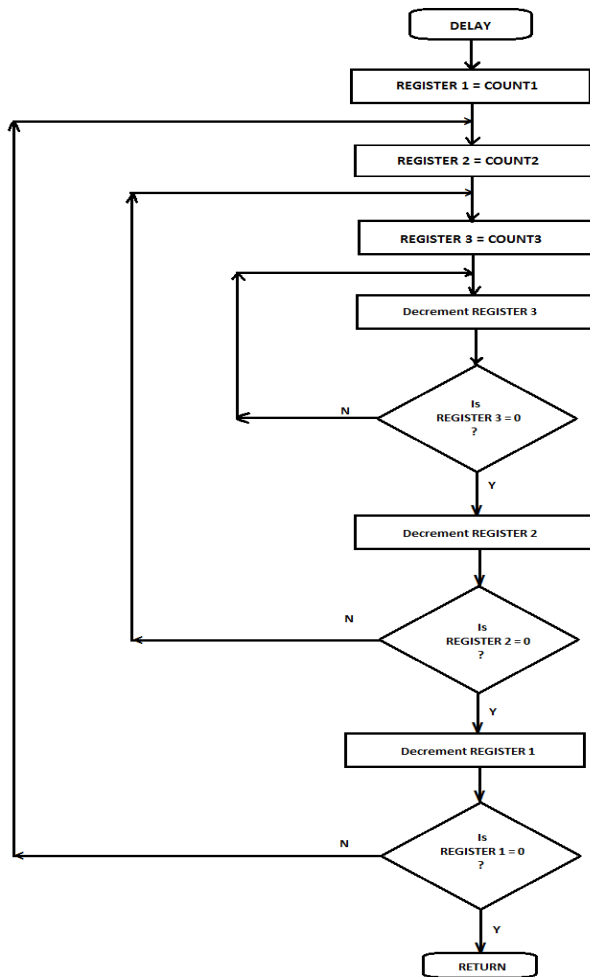 DELAY
REGISTER 1 = COUNT1
REGISTER 2 = COUNT2
REGISTER 3 = COUNT3
Decrement REGISTER 3
Is
REGISTER 3 = 0
?
N
Y
Decrement REGISTER 2
Is
REGISTER 2 = 0
?
N
Y
Decrement REGISTER 1
Is
REGISTER 1 = 0
?
N
Y
RETURN